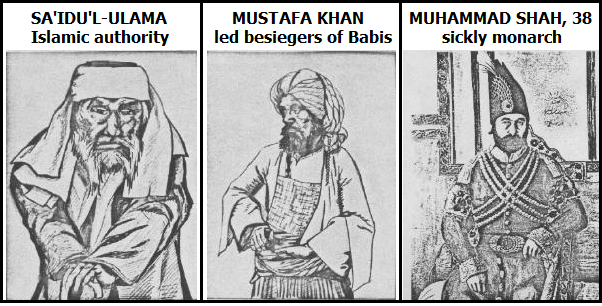 SA'IDU'L-ULAMA
Islamic authority
MUSTAFA KHAN
led besiegers of Babis
MUHAMMAD SHAH, 38
sickly monarch